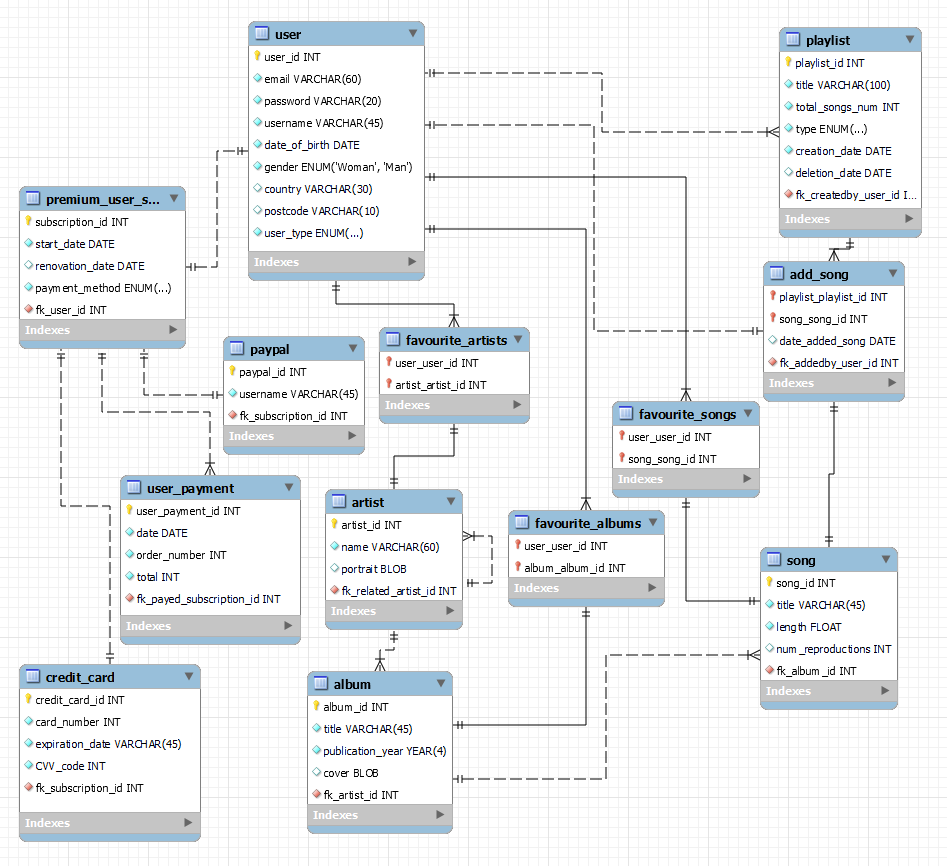 user
user_id INT
email VARCHAR(60)
password VARCHAR(20)
username VARCHAR(45)
date_of_birth DATE
gender ENUM('Woman', 'Man')
country VARCHAR(30)
postcode VARCHAR(10)
user_type ENUM(...)
Indexes
playlist
playlist_id INT
title VARCHAR(100)
total_songs_num INT
type ENUM(...)
creation_date DATE
deletion_date DATE
fk_createdby_user_id I...
Indexes
premium_user_s...
subscription_id INT
start_date DATE
renovation_date DATE
payment_method ENUM(...)
fk_user_id INT
Indexes
add_song
playlist_playlist_id INT
song_song_id INT
date_added_song DATE
fk_addedby_user_id INT
Indexes
paypal
paypal_id INT
username VARCHAR(45)
fk_subscription_id INT
Indexes
favourite_artists
user_user_id INT
artist_artist_id INT
Indexes
favourite_songs
user_user_id INT
song_song_id INT
Indexes
user_payment
user_payment_id INT
date DATE
order_number INT
total INT
fk_payed_subscription_id INT
Indexes
artist
artist_id INT
name VARCHAR(60)
portrait BLOB
fk_related_artist_id INT
Indexes
favourite_albums
user_user_id INT
album_album_id INT
Indexes
song
song_id INT
title VARCHAR(45)
length FLOAT
num_reproductions INT
fk_album_id INT
Indexes
credit_card
credit_card_id INT
card_number INT
expiration_date VARCHAR(45)
CVV_code INT
fk_subscription_id INT
Indexes
album
album_id INT
title VARCHAR(45)
publication_year YEAR(4)
cover BLOB
fk_artist_id INT
Indexes